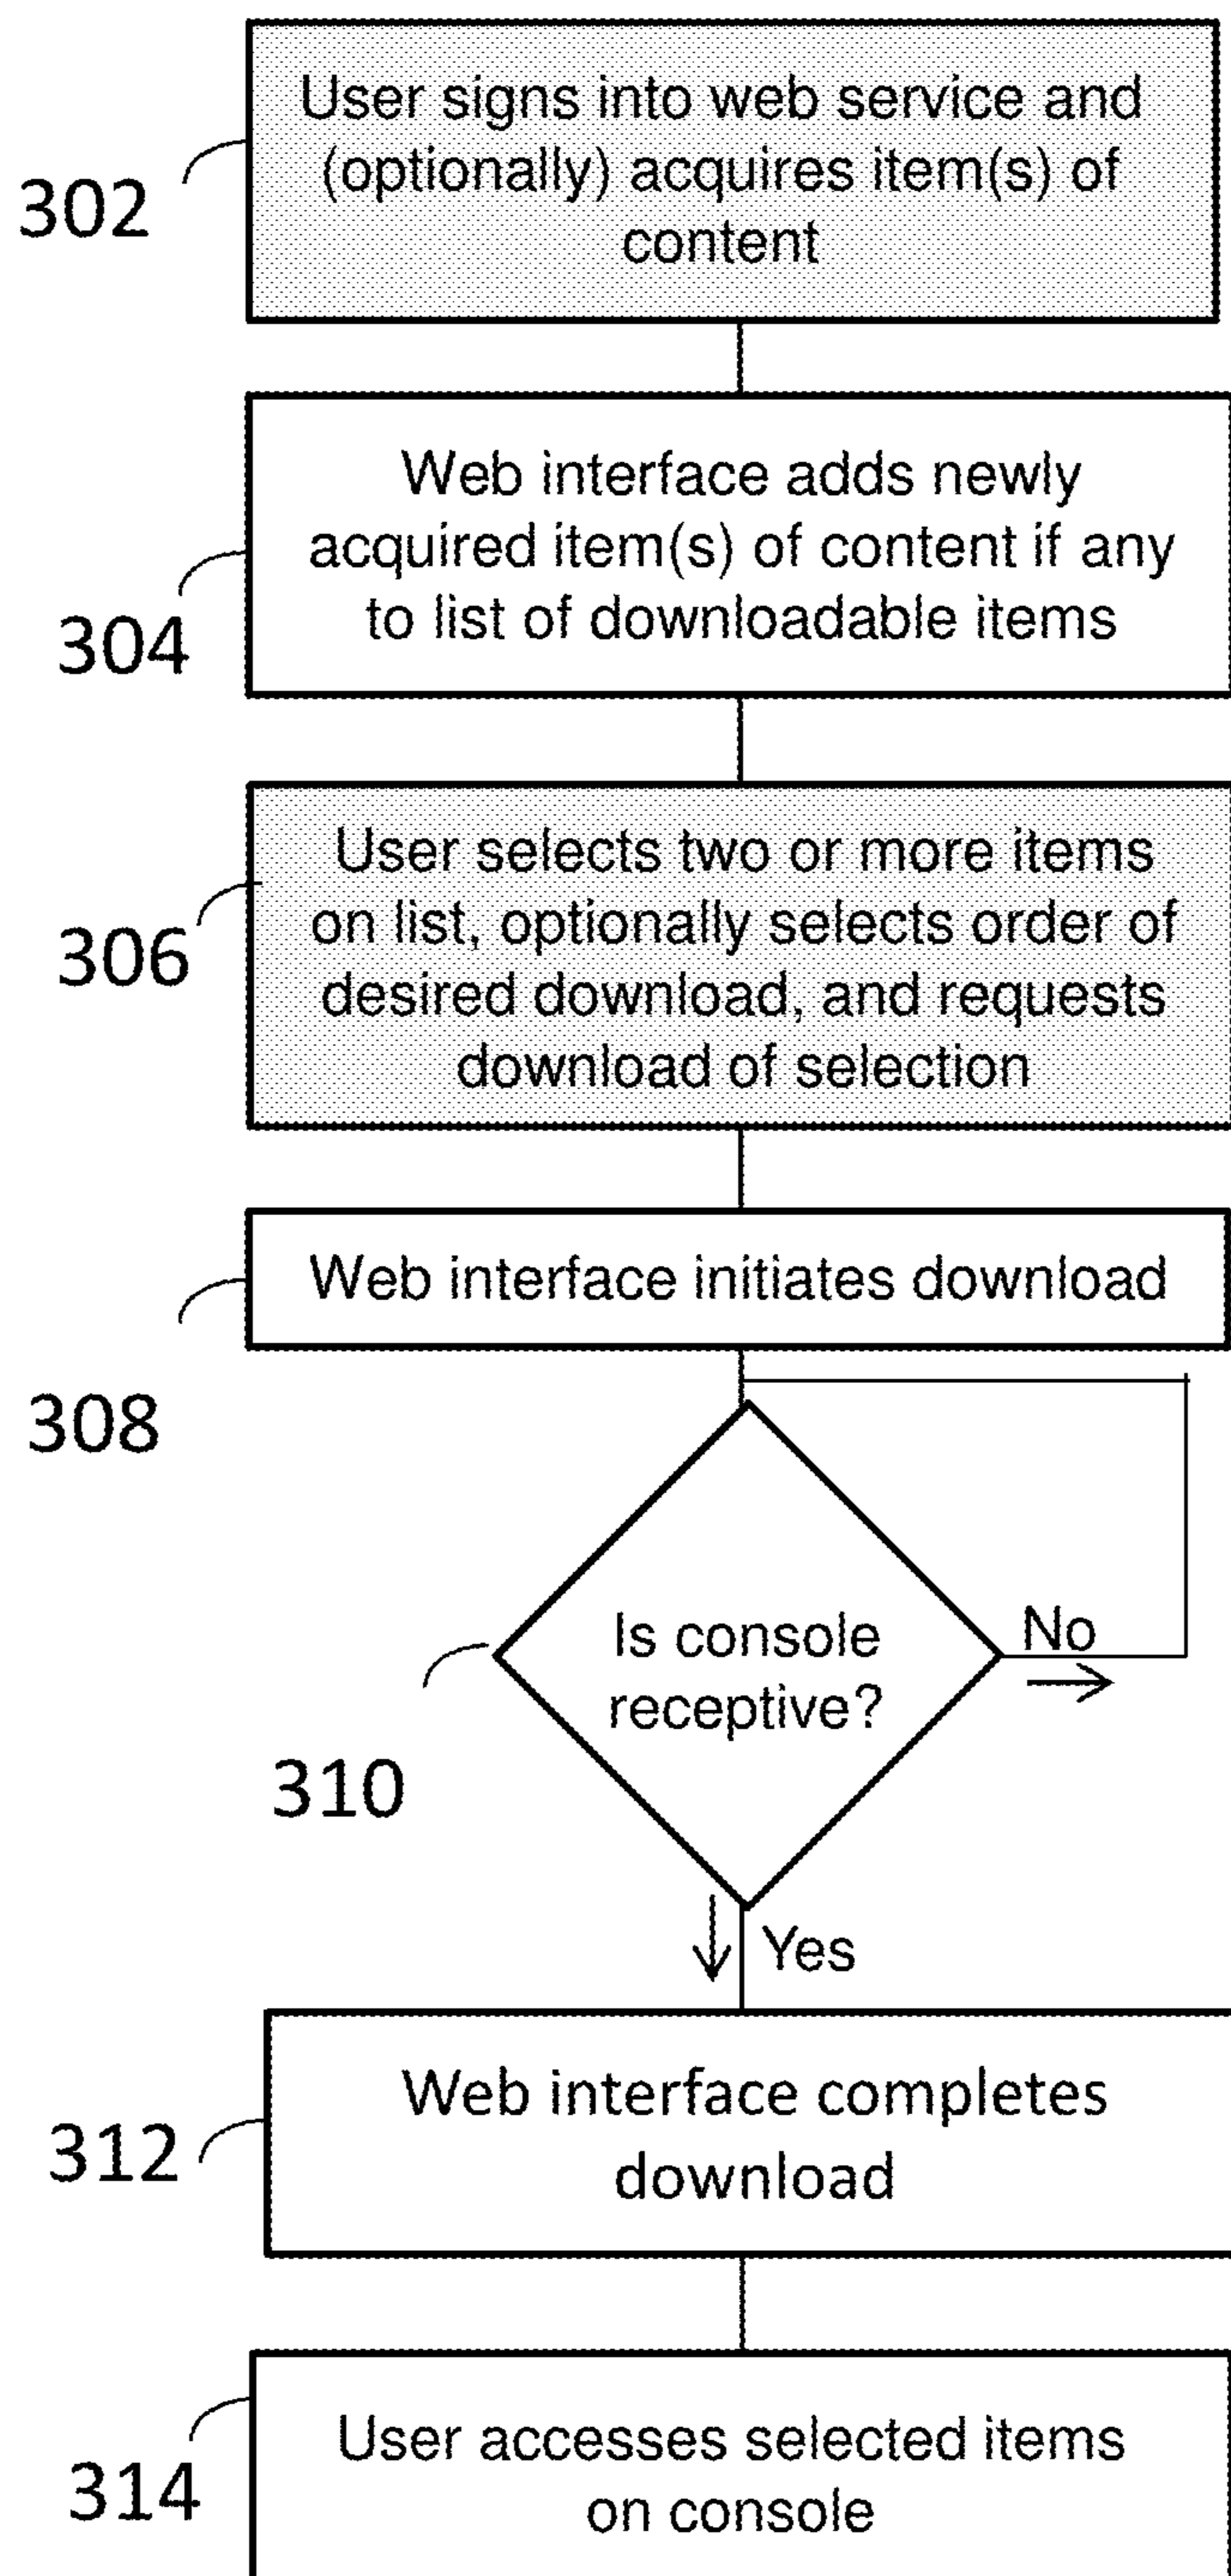 User signs into web service and
(optionally) acquires item(s) of
content
302
Web interface adds newly
acquired item(s) of content if any
to list of downloadable items
304
User selects two or more items
on list, optionally selects order of
desired download, and requests
download of selection
306
Web interface initiates download
308
Is console
receptive?
No
310
Yes
Web interface completes
download
312
User accesses selected items
on console
314